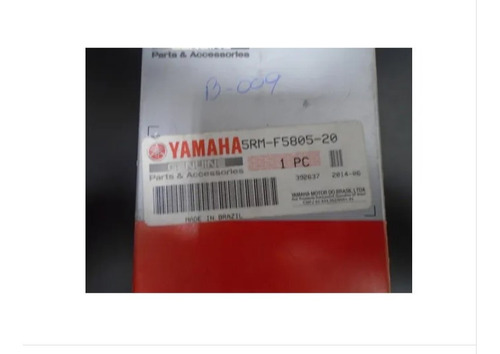 Parts & Accessories
B-009
YAMAHA 5RM-F5805-20
GENUINE 1 PC
Parts & Accessories 392637 2014-06
YAMAHA MOTOR DO BRASIL LTDA
MADE IN BRAZIL